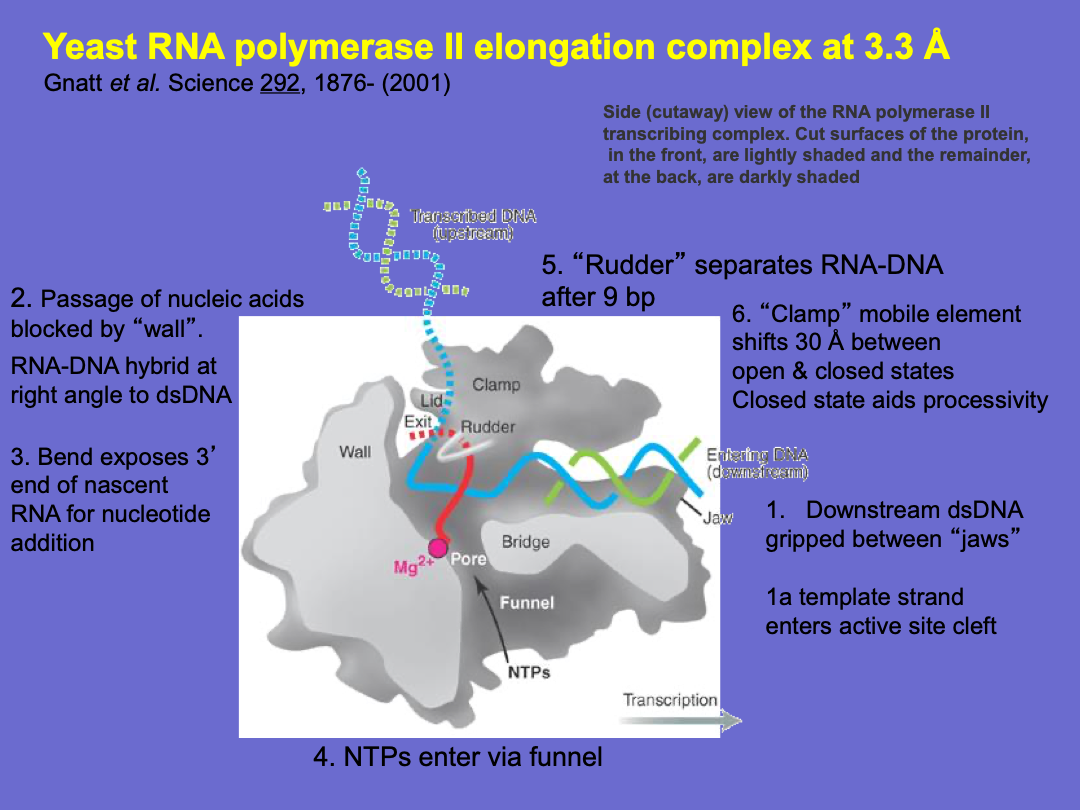 Yeast RNA polymerase II elongation complex at 3.3 Å
Gnatt et al. Science 292, 1876- (2001)
Side (cutaway) view of the RNA polymerase II
transcribing complex. Cut surfaces of the protein,
in the front, are lightly shaded and the remainder,
at the back, are darkly shaded
Transcribed DNA
(upstream)
5. “Rudder” separates RNA-DNA
after 9 bp
2. Passage of nucleic acids
blocked by “wall”.
RNA-DNA hybrid at
right angle to dsDNA
6. “Clamp” mobile element
shifts 30 Å between
open & closed states
Closed state aids processivity
3. Bend exposes 3’
end of nascent
RNA for nucleotide
addition
Clamp
Lid
Exit
Rudder
Wall
Entering DNA
(downstream)
Jaw
Bridge
Mg2+
Pore
Funnel
NTPs
Transcription
1. Downstream dsDNA
gripped between “jaws”
1a template strand
enters active site cleft
4. NTPs enter via funnel